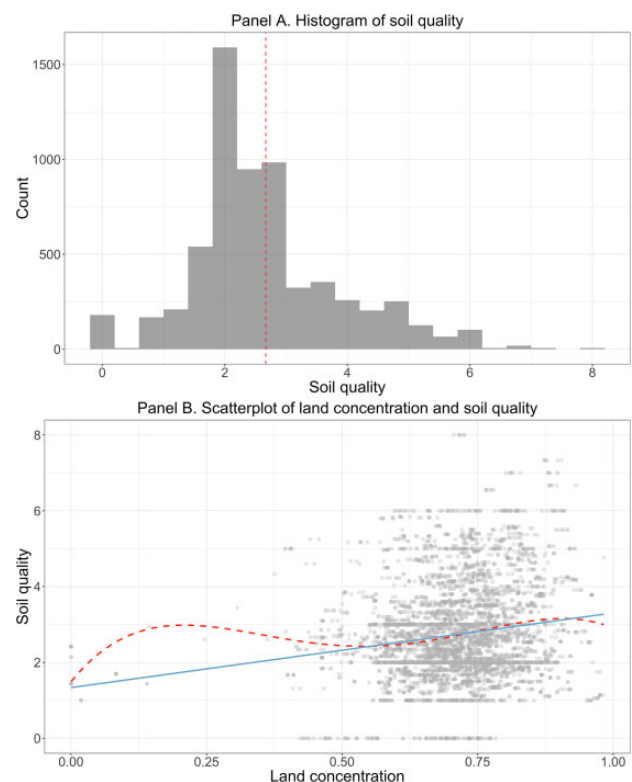 Panel A. Histogram of soil quality
1500
1000
500
0
Count
0 2 4 6 8
Soil quality
Panel B. Scatterplot of land concentration and soil quality
8
6
4
2
0
Soil quality
0.00 0.25 0.50 0.75 1.00
Land concentration